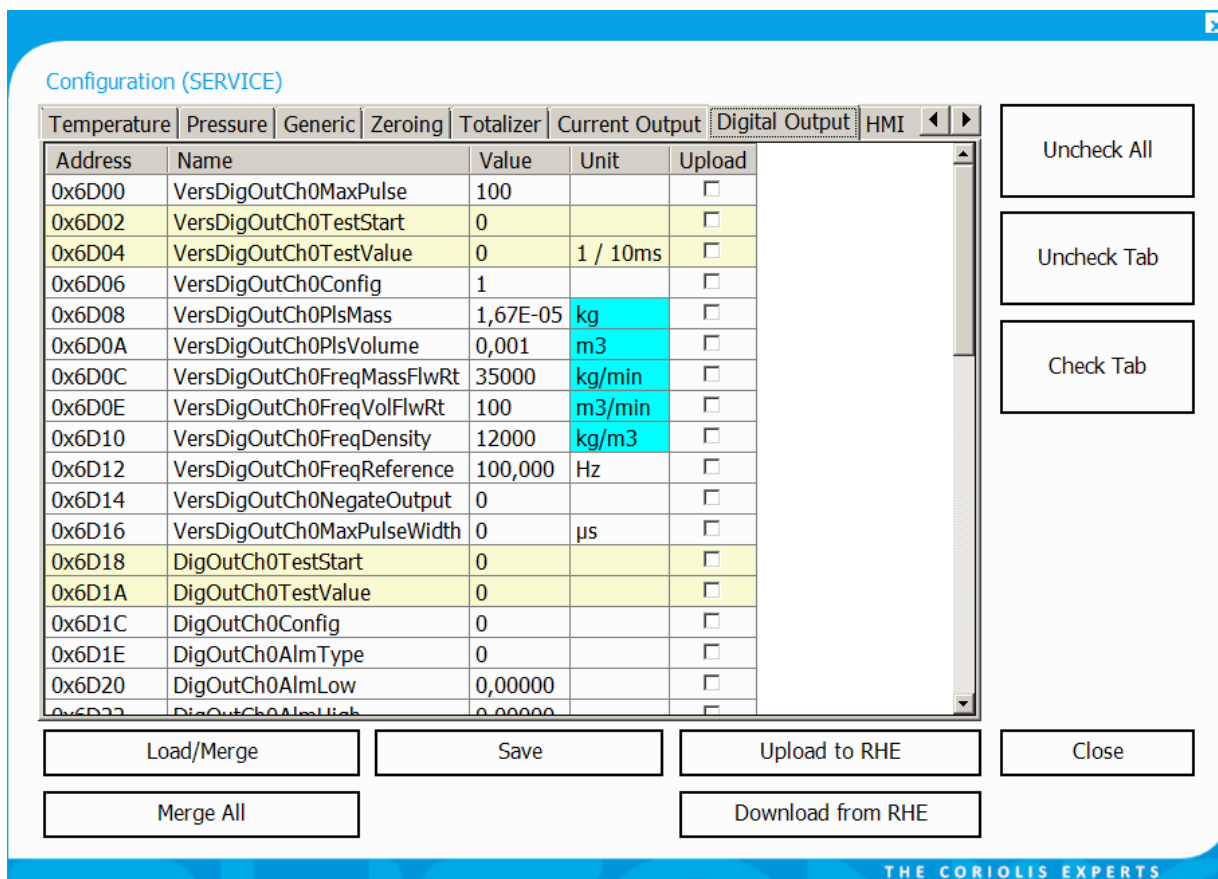 Configuration (SERVICE)
Temperature Pressure Generic Zeroing Totalizer Current Output Digital Output HMI
Address Name Value Unit Upload
0x6D00 VersDigOutCh0MaxPulse 100
0x6D02 VersDigOutCh0TestStart 0
0x6D04 VersDigOutCh0TestValue 0 1 / 10ms
0x6D06 VersDigOutCh0Config 1
0x6D08 VersDigOutCh0PlsMass 1,67E-05 kg
0x6D0A VersDigOutCh0PlsVolume 0,001 m3
0x6D0C VersDigOutCh0FreqMassFlwRt 35000 kg/min
0x6D0E VersDigOutCh0FreqVolFlwRt 100 m3/min
0x6D10 VersDigOutCh0FreqDensity 12000 kg/m3
0x6D12 VersDigOutCh0FreqReference 100,000 Hz
0x6D14 VersDigOutCh0NegateOutput 0
0x6D16 VersDigOutCh0MaxPulseWidth 0 µs
0x6D18 DigOutCh0TestStart 0
0x6D1A DigOutCh0TestValue 0
0x6D1C DigOutCh0Config 0
0x6D1E DigOutCh0AlmType 0
0x6D20 DigOutCh0AlmLow 0,00000
0x6D22 DigOutCh0AlmHigh 0,00000
Uncheck All
Uncheck Tab
Check Tab
Load/Merge Save Upload to RHE Close
Merge All Download from RHE
THE CORIOLIS EXPERTS